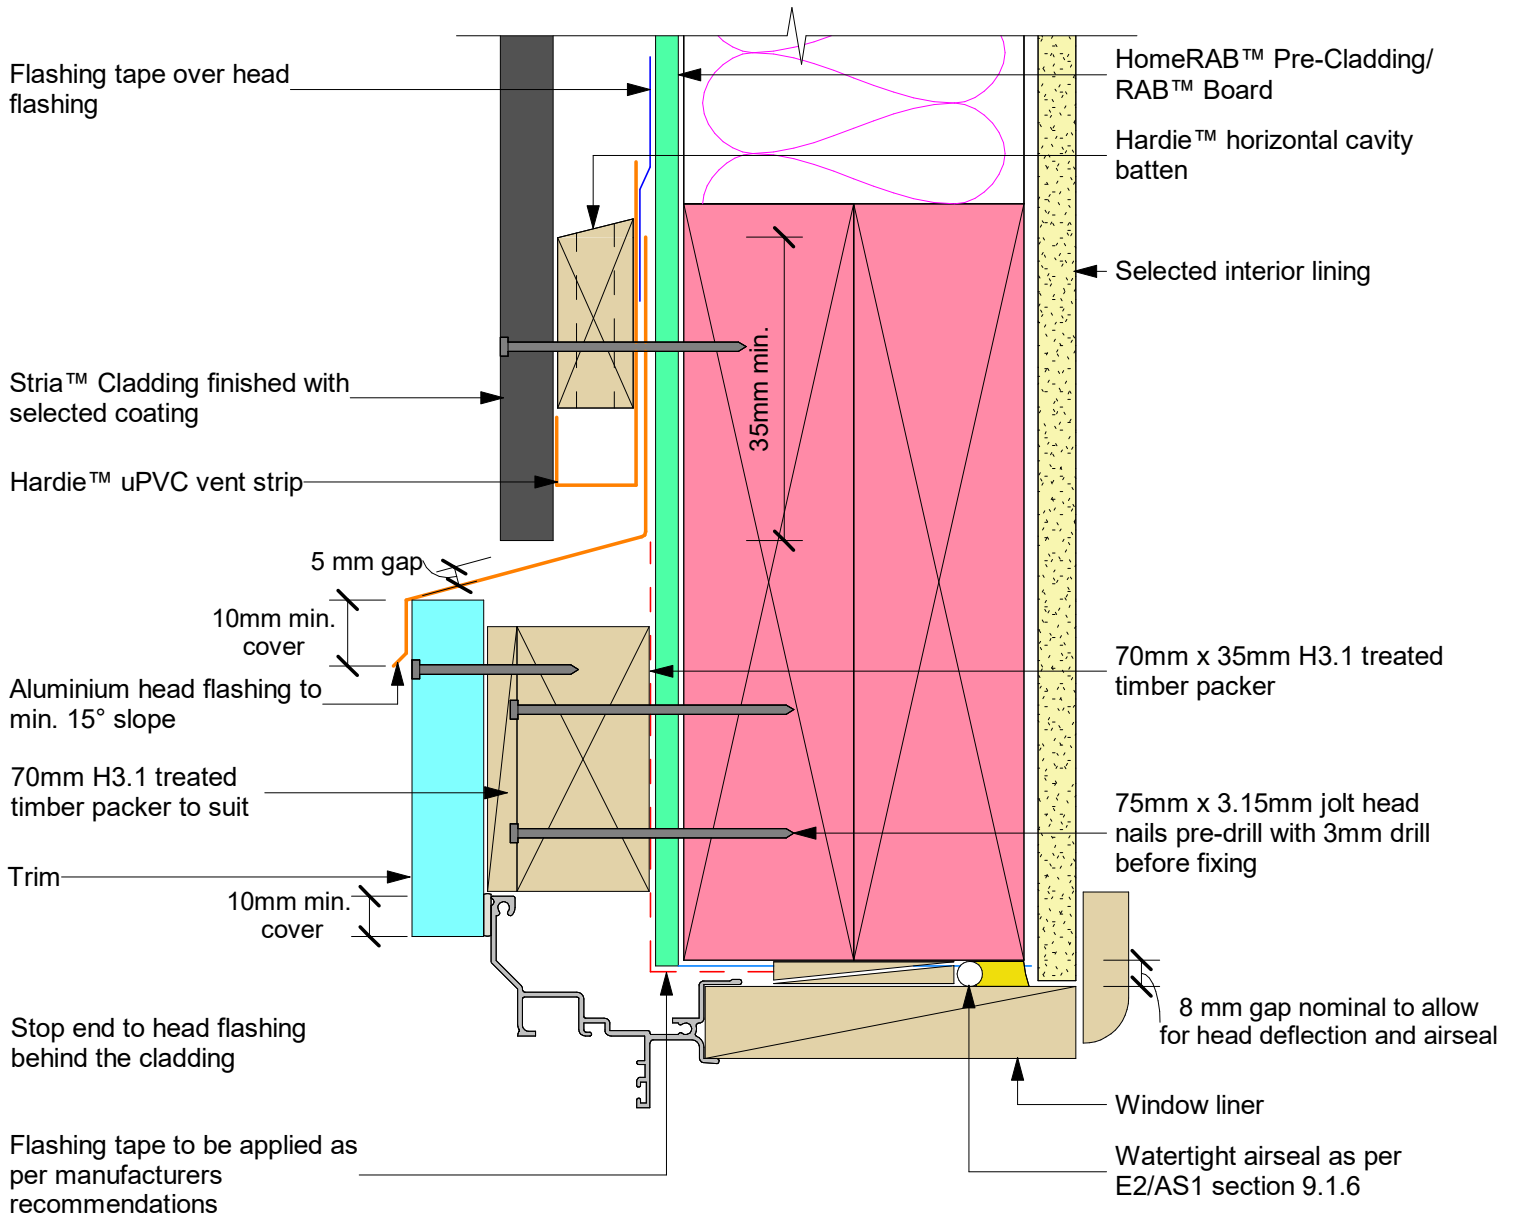 Flashing tape over head
flashing
HomeRAB™ Pre-Cladding/
RAB™ Board
Hardie™ horizontal cavity
batten
Selected interior lining
35mm min.
Stria™ Cladding finished with
selected coating
Hardie™ uPVC vent strip
5 mm gap
10mm min.
cover
Aluminium head flashing to
min. 15° slope
70mm x 35mm H3.1 treated
timber packer
70mm H3.1 treated
timber packer to suit
75mm x 3.15mm jolt head
nails pre-drill with 3mm drill
before fixing
Trim
10mm min.
cover
8 mm gap nominal to allow
for head deflection and airseal
Stop end to head flashing
behind the cladding
Window liner
Flashing tape to be applied as
per manufacturers
recommendations
Watertight airseal as per
E2/AS1 section 9.1.6